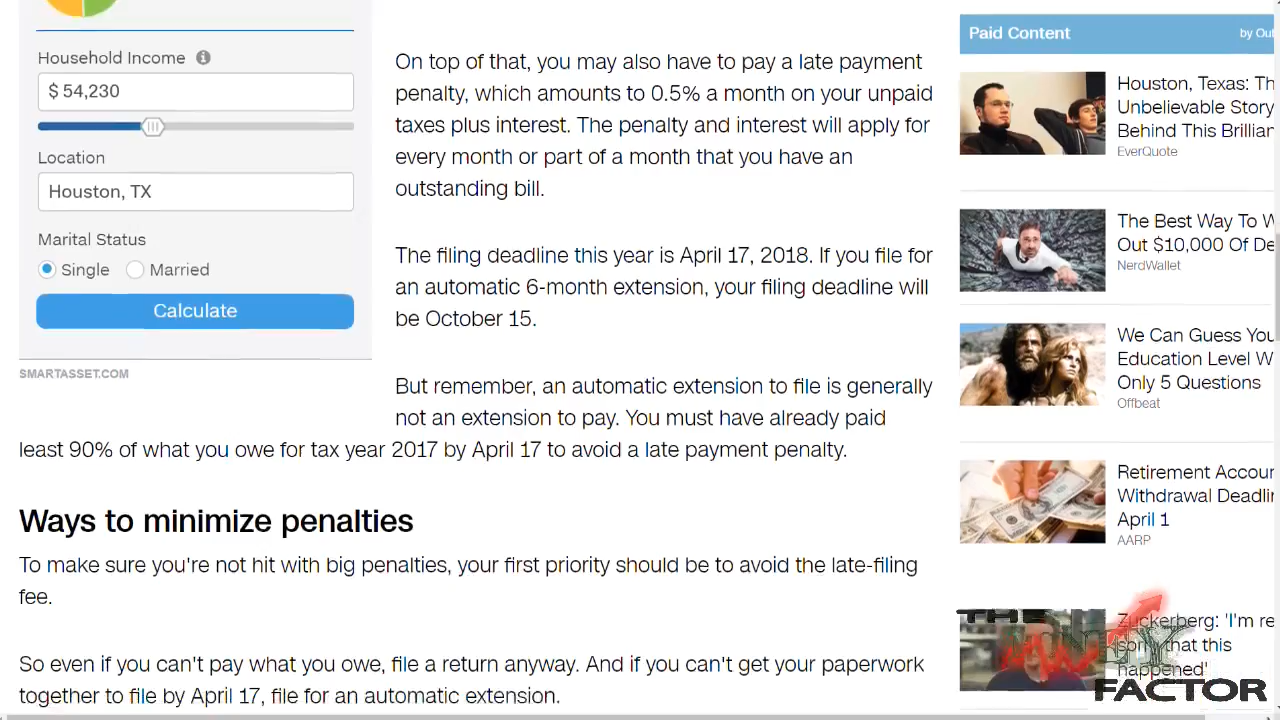 Household Income
$ 54,230
Location
Houston, TX
Marital Status
Single
Married
Calculate
SMARTASSET.COM
On top of that, you may also have to pay a late payment
penalty, which amounts to 0.5% a month on your unpaid
taxes plus interest. The penalty and interest will apply for
every month or part of a month that you have an
outstanding bill.
The filing deadline this year is April 17, 2018. If you file for
an automatic 6-month extension, your filing deadline will
be October 15.
But remember, an automatic extension to file is generally
not an extension to pay. You must have already paid
least 90% of what you owe for tax year 2017 by April 17 to avoid a late payment penalty.
Ways to minimize penalties
To make sure you're not hit with big penalties, your first priority should be to avoid the late-filing
fee.
So even if you can't pay what you owe, file a return anyway. And if you can't get your paperwork
together to file by April 17, file for an automatic extension.
Paid Content
by Out
Houston, Texas: Th
Unbelievable Story
Behind This Brillian
EverQuote
The Best Way To W
Out $10,000 Of De
NerdWallet
We Can Guess You
Education Level W
Only 5 Questions
Offbeat
Retirement Accour
Withdrawal Deadlin
April 1
AARP
Zuckerberg: 'I'm re
sorry that this
happened'
THE
MONEY
FACTOR